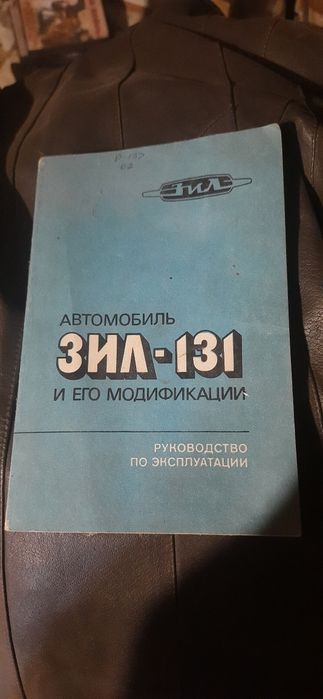 ЗИЛ
АВТОМОБИЛЬ
ЗИЛ-131
И ЕГО МОДИФИКАЦИИ
РУКОВОДСТВО
ПО ЭКСПЛУАТАЦИИ